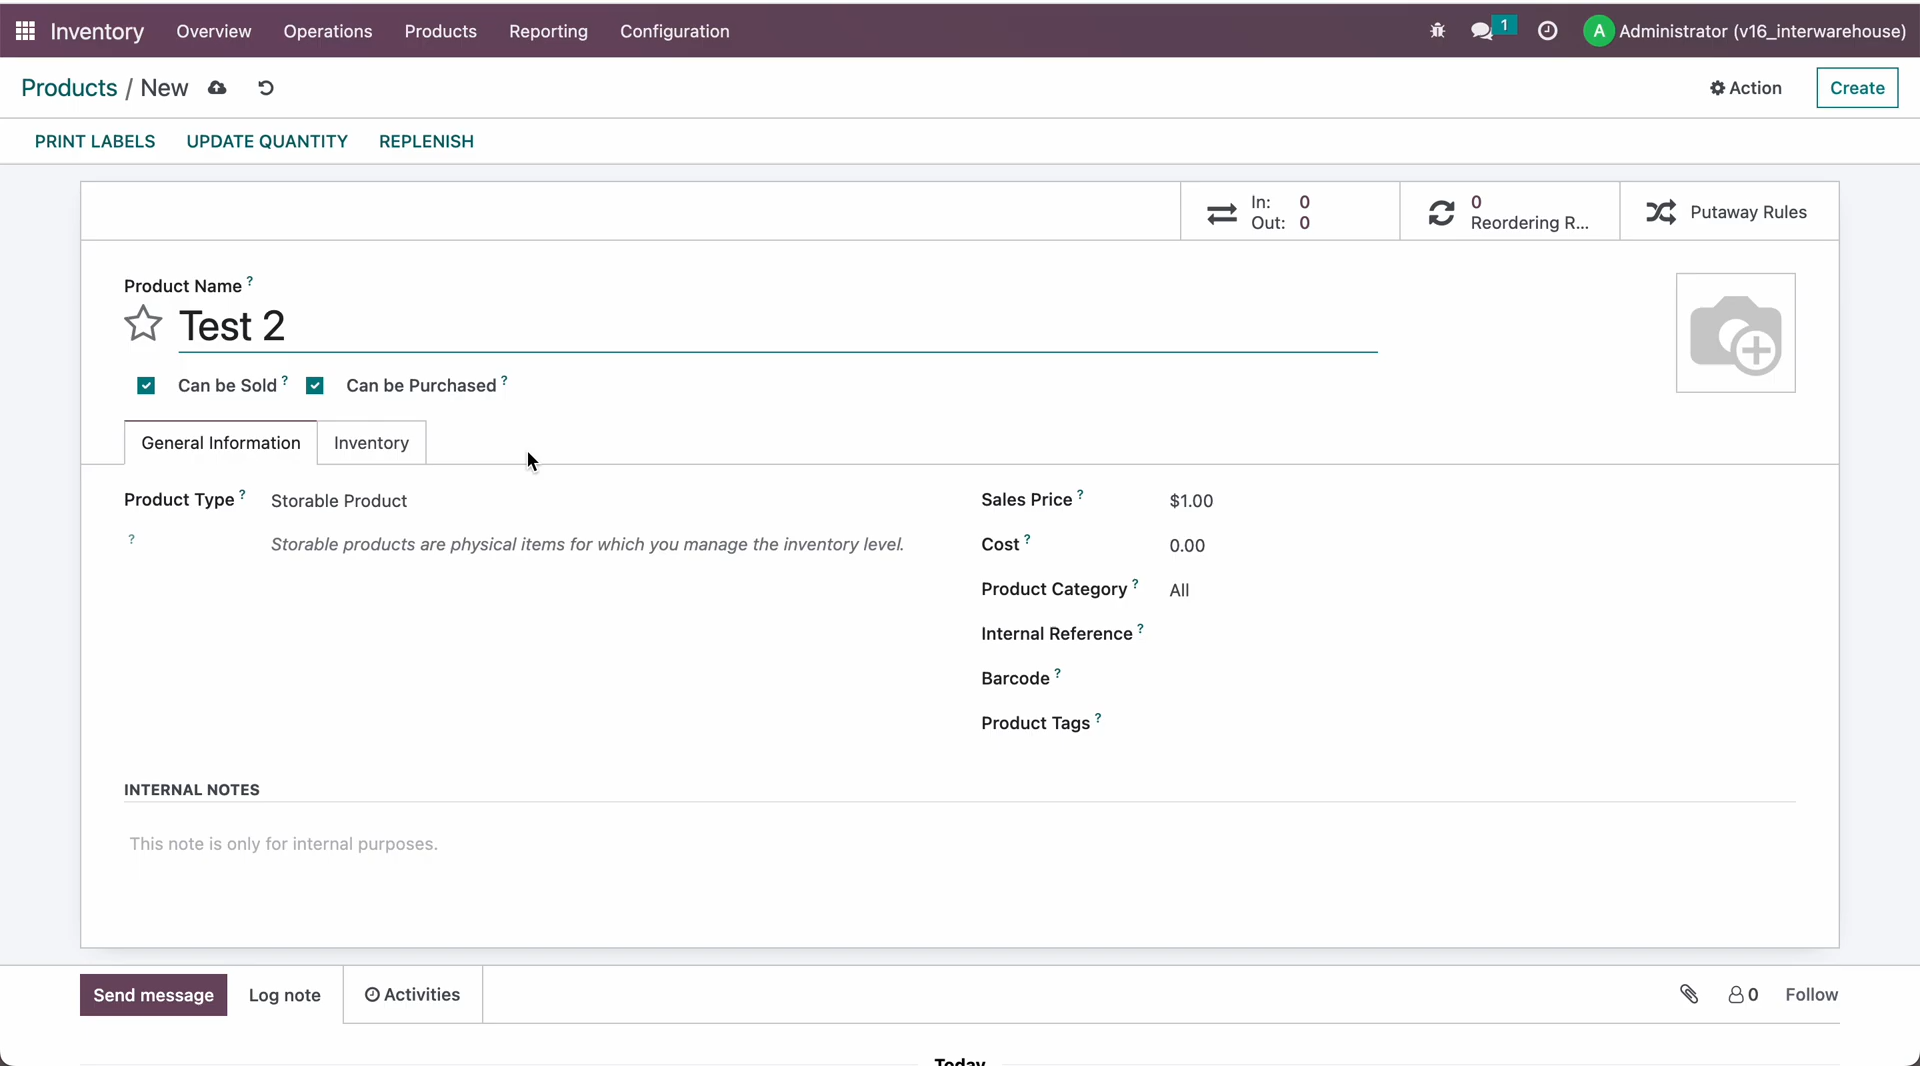 Inventory Overview Operations Products Reporting Configuration 1 A Administrator (v16_interwarehouse)
Products / New Action Create
PRINT LABELS UPDATE QUANTITY REPLENISH
In: 0
Out: 0
0
Reordering R...
Putaway Rules
Product Name ?
Test 2
Can be Sold ? Can be Purchased ?
General Information Inventory
Product Type ? Storable Product
? Storable products are physical items for which you manage the inventory level.
Sales Price ? $1.00
Cost ? 0.00
Product Category ? All
Internal Reference ?
Barcode ?
Product Tags ?
INTERNAL NOTES
This note is only for internal purposes.
Send message Log note Activities 0 Follow
Today